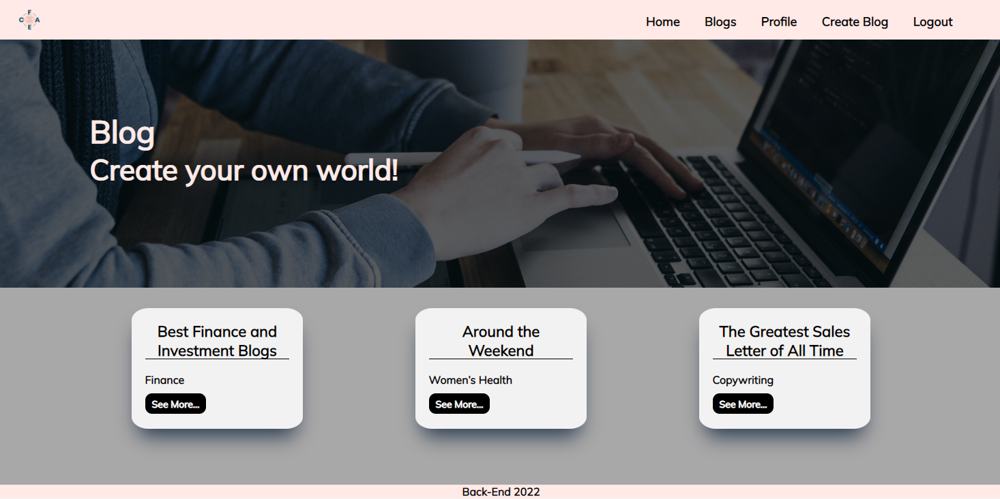 F
C A
E
Home Blogs Profile Create Blog Logout
Blog
Create your own world!
Best Finance and
Investment Blogs
Finance
See More...
Around the
Weekend
Women's Health
See More...
The Greatest Sales
Letter of All Time
Copywriting
See More...
Back-End 2022